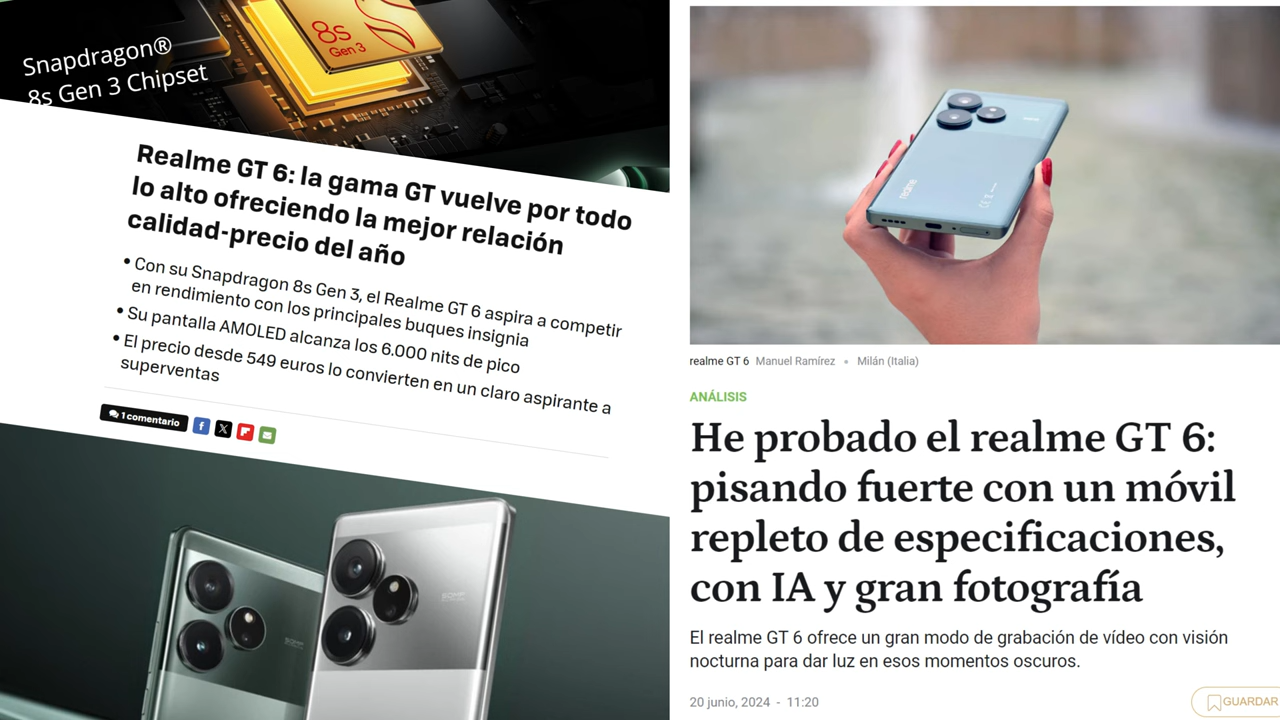 Snapdragon®
8s Gen 3 Chipset
8s
Gen 3
Realme GT 6: la gama GT vuelve por todo
lo alto ofreciendo la mejor relación
calidad-precio del año
• Con su Snapdragon 8s Gen 3, el Realme GT 6 aspira a competir
en rendimiento con los principales buques insignia
• Su pantalla AMOLED alcanza los 6.000 nits de pico
• El precio desde 549 euros lo convierten en un claro aspirante a
superventas
1 comentario
50MP
realme
realme GT 6 Manuel Ramírez • Milán (Italia)
ANÁLISIS
He probado el realme GT 6:
pisando fuerte con un móvil
repleto de especificaciones,
con IA y gran fotografía
El realme GT 6 ofrece un gran modo de grabación de vídeo con visión
nocturna para dar luz en esos momentos oscuros.
20 junio, 2024 - 11:20
GUARDAR